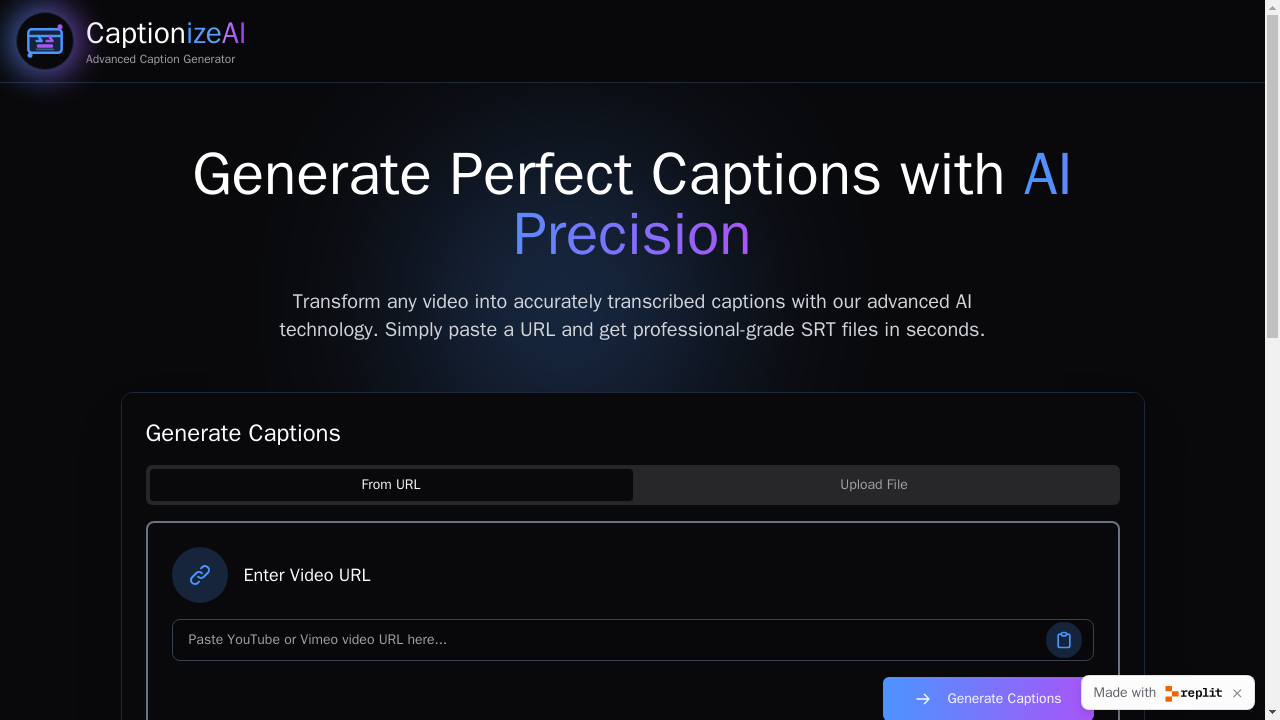 CaptionizeAI
Advanced Caption Generator
Generate Perfect Captions with AI
Precision
Transform any video into accurately transcribed captions with our advanced AI
technology. Simply paste a URL and get professional-grade SRT files in seconds.
Generate Captions
From URL
Upload File
Enter Video URL
Paste YouTube or Vimeo video URL here...
Generate Captions
Made with replit